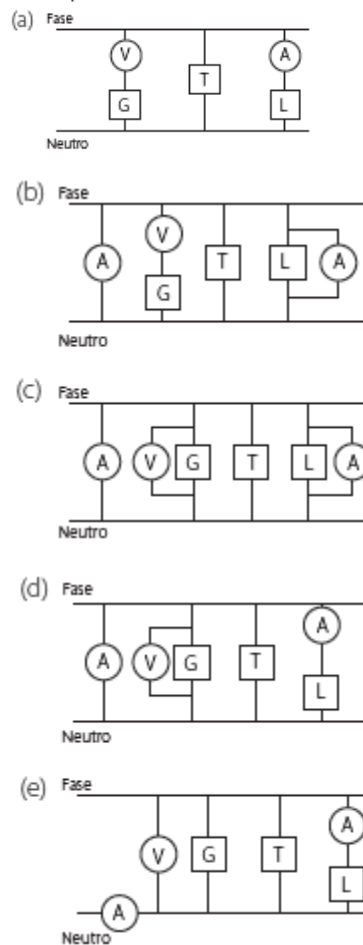 (a) Fase
V A
T
G L
Neutro
(b) Fase
V
A T L A
G
Neutro
(c) Fase
A V G T L A
Neutro
(d) Fase
A
A V G T
L
Neutro
(e) Fase
A
V G T
L
A
Neutro